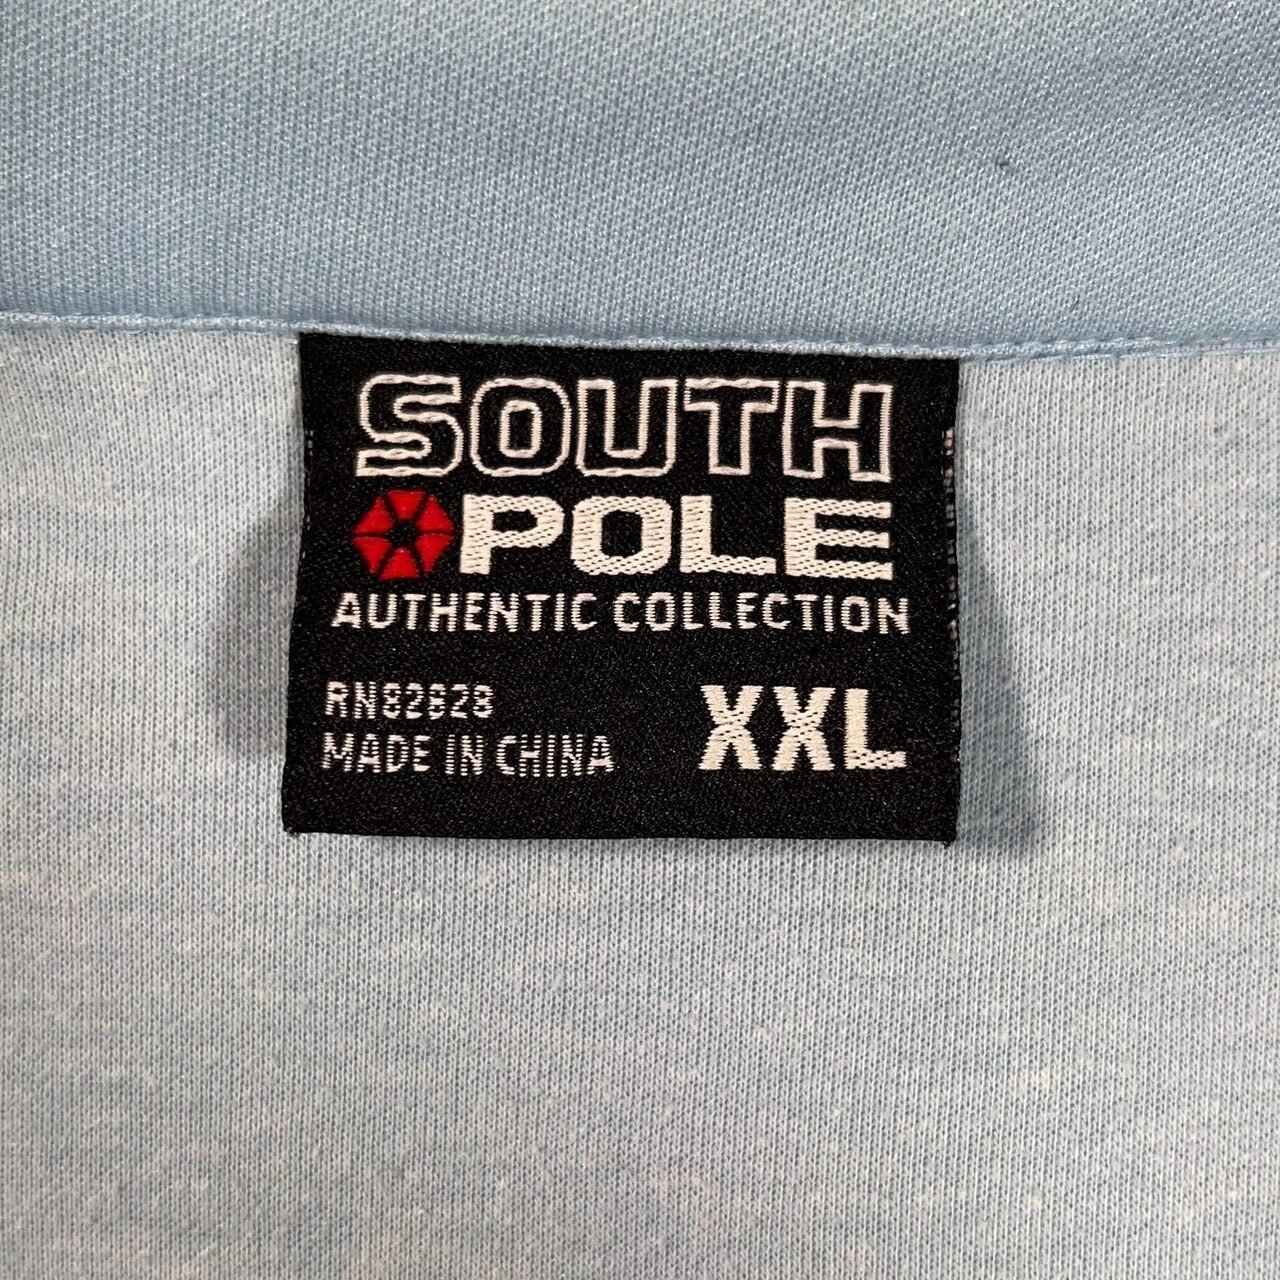 SOUTH
POLE
AUTHENTIC COLLECTION
RN82828
MADE IN CHINA
XXL